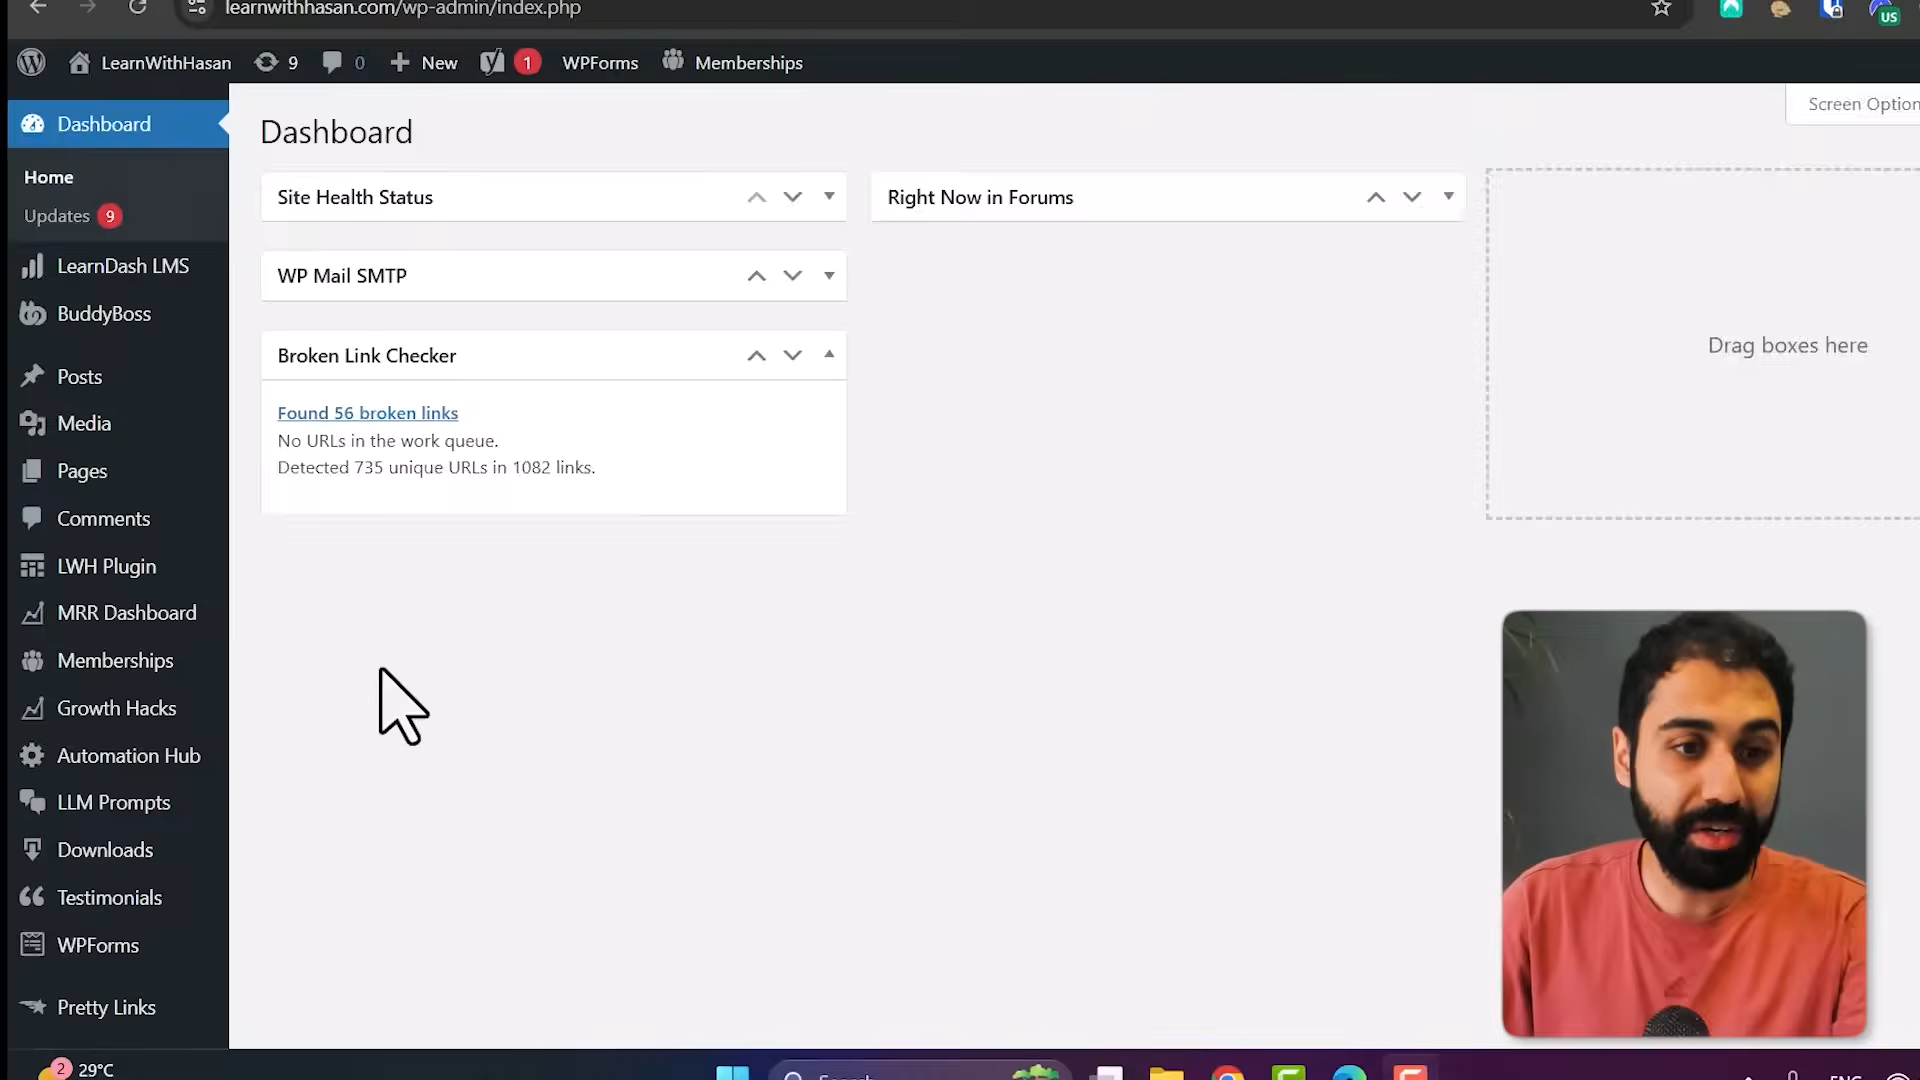 learnwithhasan.com/wp-admin/index.php
US
LearnWithHasan 9 0 New 1 WPForms Memberships
Screen Option
Dashboard
Home
Updates 9
LearnDash LMS
BuddyBoss
Posts
Media
Pages
Comments
LWH Plugin
MRR Dashboard
Memberships
Growth Hacks
Automation Hub
LLM Prompts
Downloads
Testimonials
WPForms
Pretty Links
Dashboard
Site Health Status
WP Mail SMTP
Broken Link Checker
Found 56 broken links
No URLs in the work queue.
Detected 735 unique URLs in 1082 links.
Right Now in Forums
Drag boxes here
2 29°C
Search
ENG